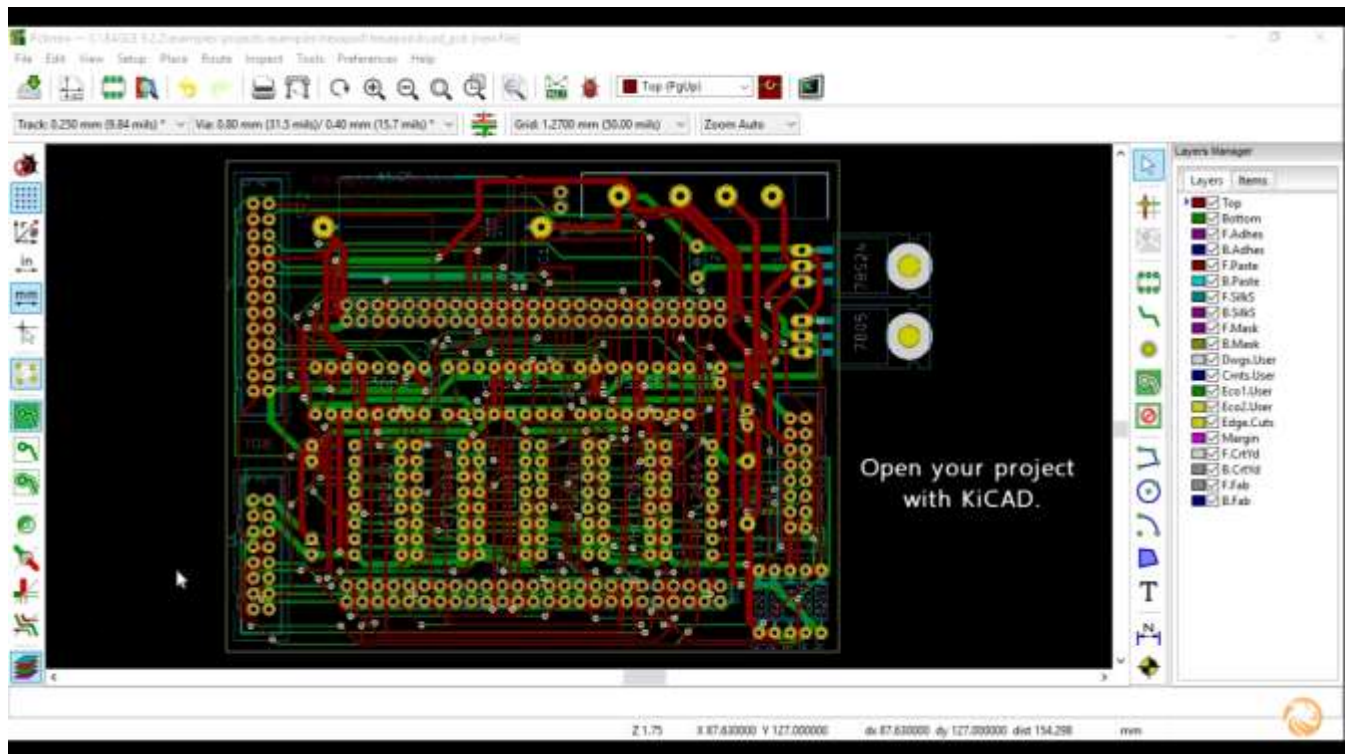 File Edit View Setup Place Route Inspect Tools Preferences Help
Top (PgUp)
Track: 0.250 mm (9.84 mils) * Via: 0.80 mm (31.5 mils)/ 0.40 mm (15.7 mils) * Grid: 1.2700 mm (50.00 mils) Zoom Auto
Layers Manager
Layers Items
Top
Bottom
F.Adhes
B.Adhes
F.Paste
B.Paste
F.SilkS
B.SilkS
F.Mask
B.Mask
Dwgs.User
Cmts.User
Eco1.User
Eco2.User
Edge.Cuts
Margin
F.CrtYd
B.CrtYd
F.Fab
B.Fab
in
mm
78S24
7805
Open your project
with KiCAD.
T
N
Z 1.75 X 87.630000 Y 127.000000 dx 87.630000 dy 127.000000 dist 154.298 mm